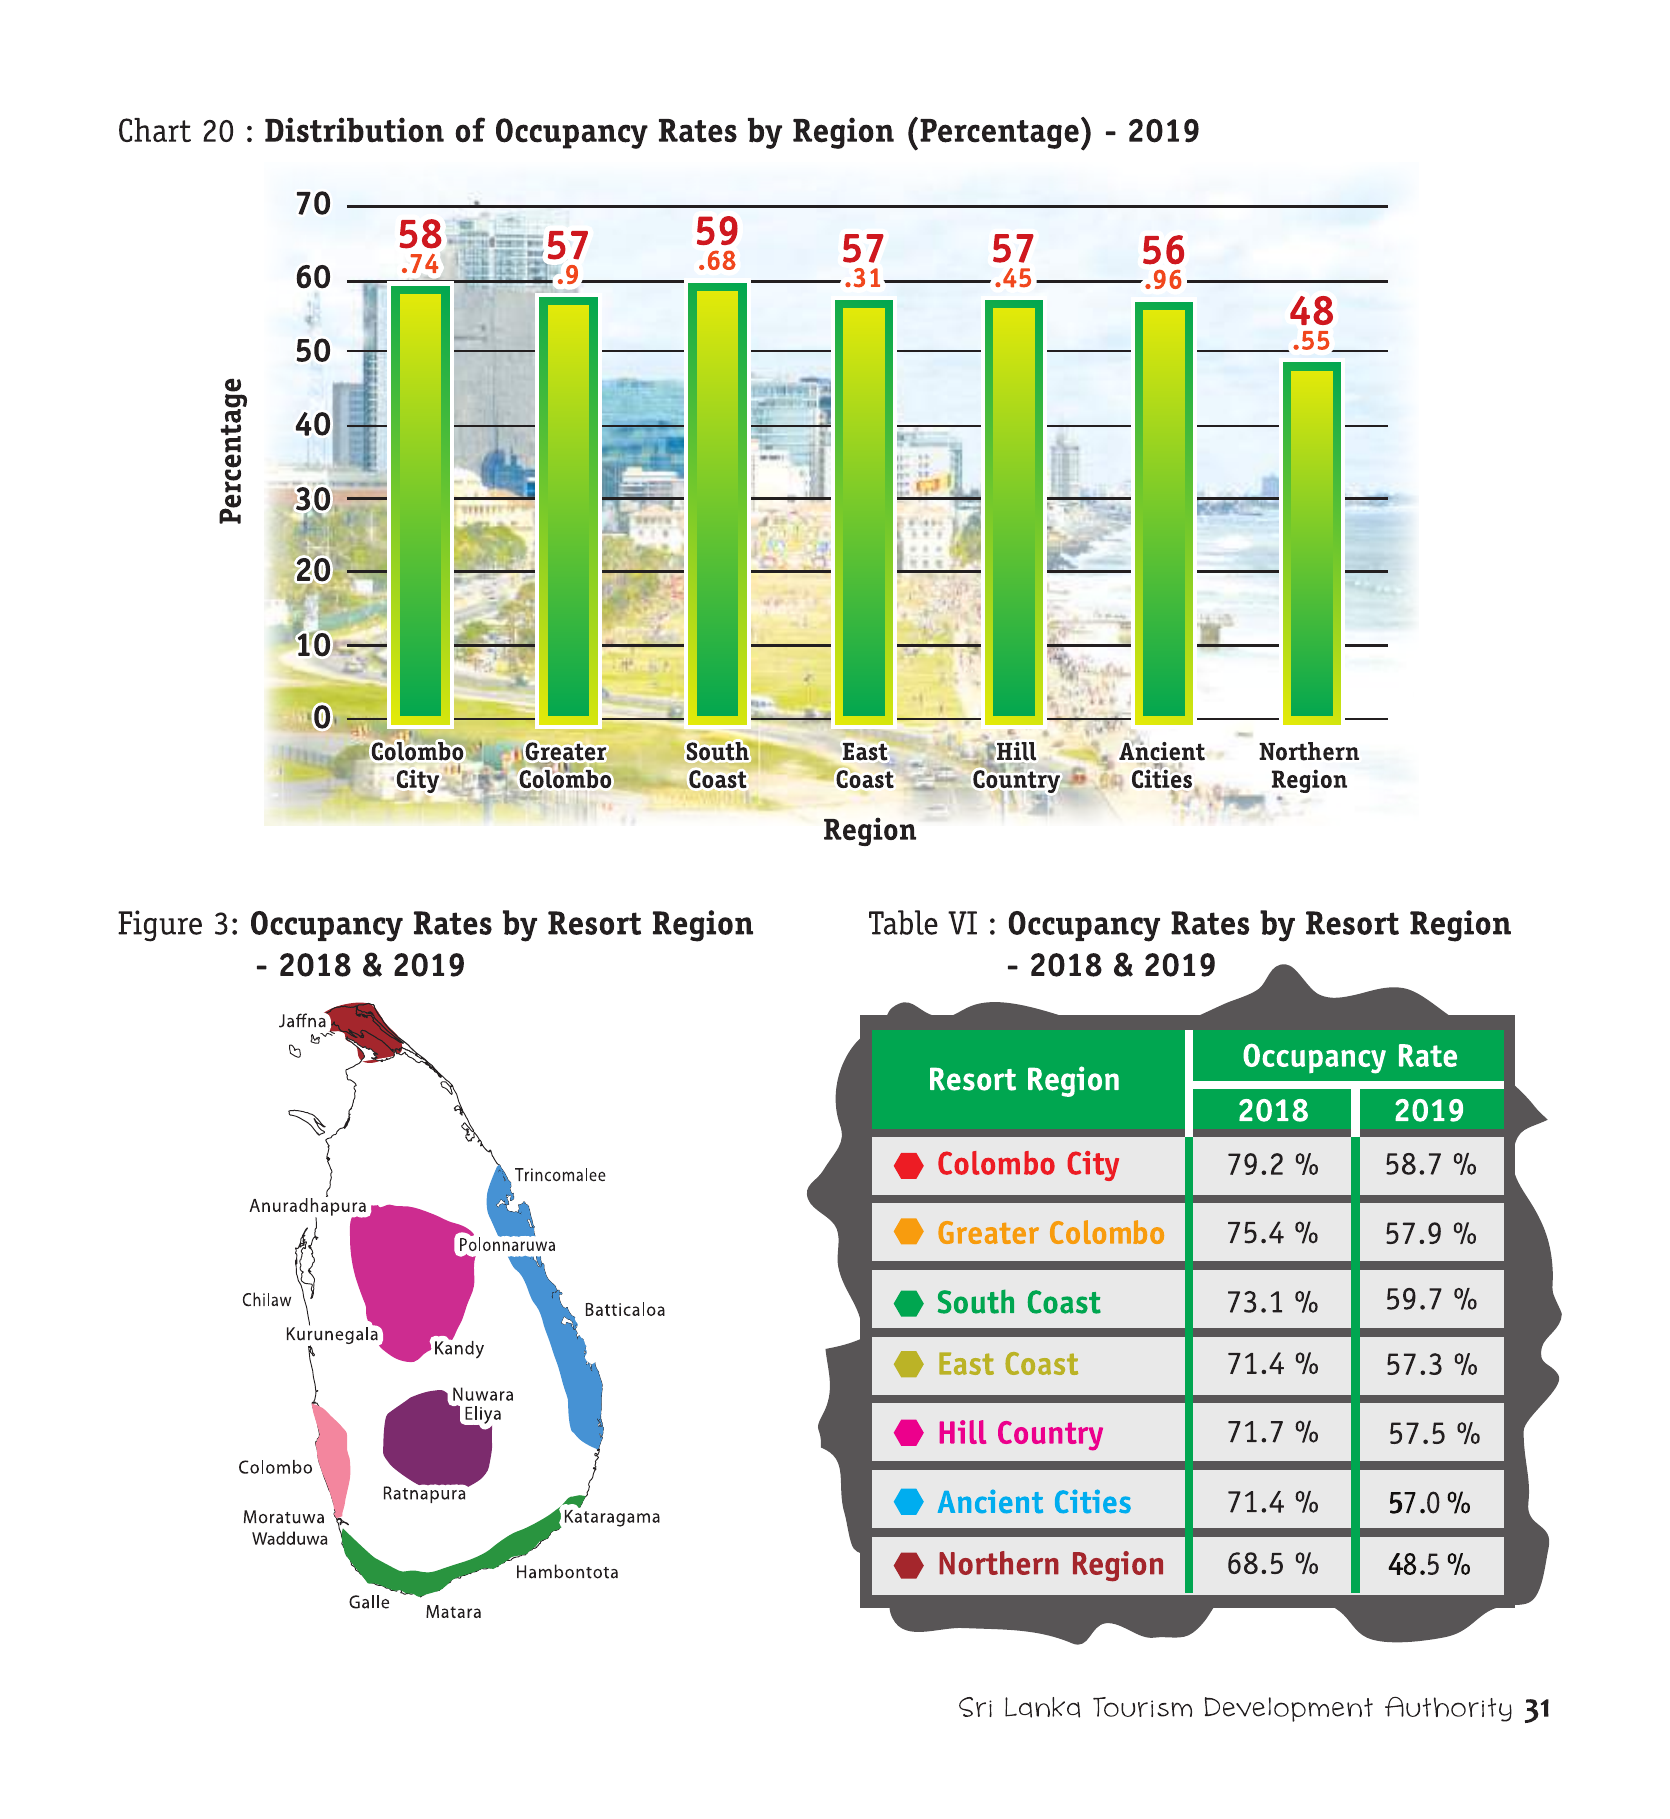 Chart 20 : Distribution of Occupancy Rates by Region (Percentage) - 2019
70
60
50
40
30
20
10
0
Percentage
58
.74
57
.9
59
.68
57
.31
57
.45
56
.96
48
.55
Colombo
City
Greater
Colombo
South
Coast
East
Coast
Hill
Country
Ancient
Cities
Northern
Region
Region
Figure 3: Occupancy Rates by Resort Region
- 2018 & 2019
Jaffna
Trincomalee
Anuradhapura
Polonnaruwa
Chilaw
Batticaloa
Kurunegala
Kandy
Nuwara
Eliya
Colombo
Ratnapura
Moratuwa
Kataragama
Wadduwa
Hambontota
Galle
Matara
Table VI : Occupancy Rates by Resort Region
- 2018 & 2019
Resort Region
Occupancy Rate
2018 2019
Colombo City 79.2 % 58.7 %
Greater Colombo 75.4 % 57.9 %
South Coast 73.1 % 59.7 %
East Coast 71.4 % 57.3 %
Hill Country 71.7 % 57.5 %
Ancient Cities 71.4 % 57.0 %
Northern Region 68.5 % 48.5 %
Sri Lanka Tourism Development Authority 31